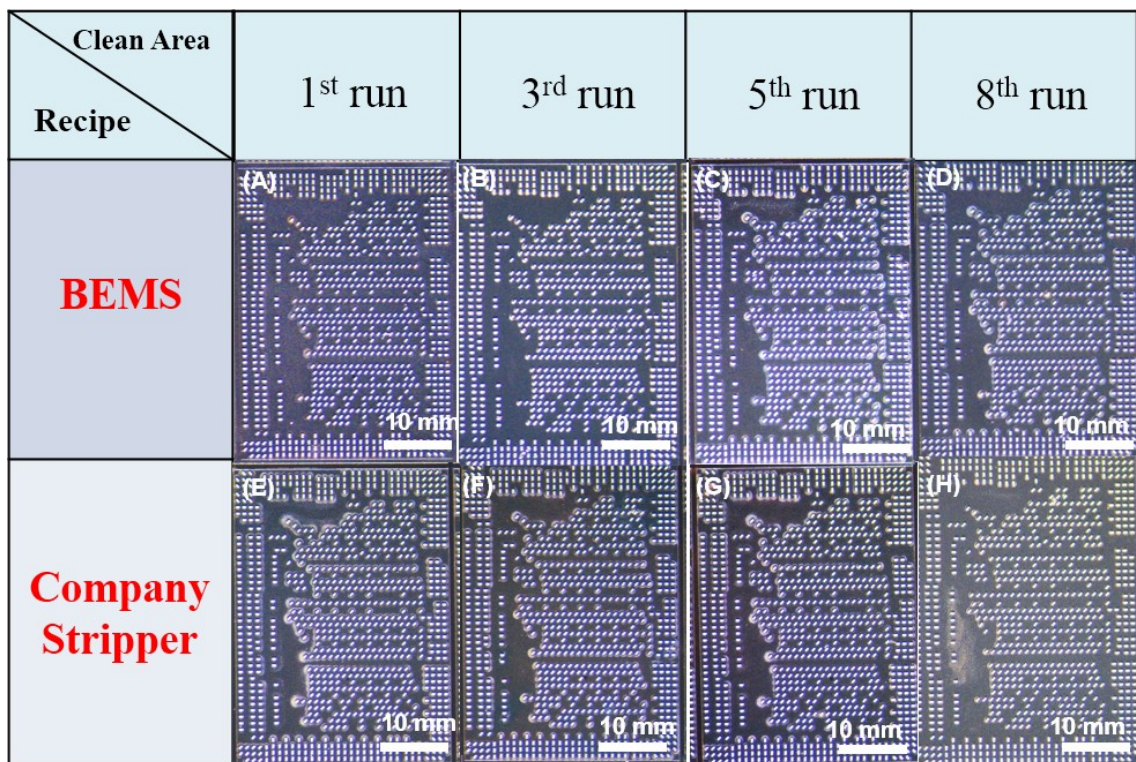 Clean Area
Recipe
1st run
3rd run
5th run
8th run
BEMS
(A)
(B)
(C)
(D)
10 mm
10 mm
10 mm
10 mm
Company
Stripper
(E)
(F)
(G)
(H)
10 mm
10 mm
10 mm
10 mm